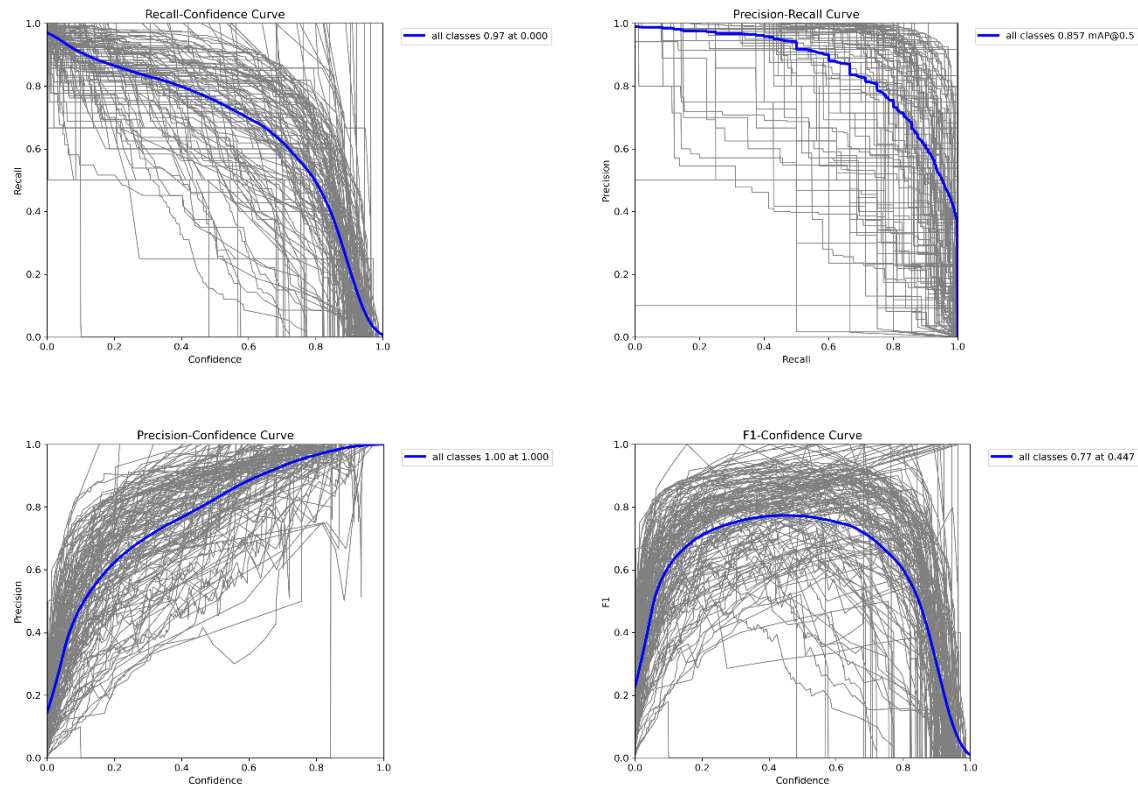 Recall-Confidence Curve
1.0
0.8
0.6
0.4
0.2
0.0
Recall
0.0 0.2 0.4 0.6 0.8 1.0
Confidence
all classes 0.97 at 0.000
Precision-Recall Curve
1.0
0.8
0.6
0.4
0.2
0.0
Precision
0.0 0.2 0.4 0.6 0.8 1.0
Recall
all classes 0.857 mAP@0.5
Precision-Confidence Curve
1.0
0.8
0.6
0.4
0.2
0.0
Precision
0.0 0.2 0.4 0.6 0.8 1.0
Confidence
all classes 1.00 at 1.000
F1-Confidence Curve
1.0
0.8
0.6
0.4
0.2
0.0
F1
0.0 0.2 0.4 0.6 0.8 1.0
Confidence
all classes 0.77 at 0.447